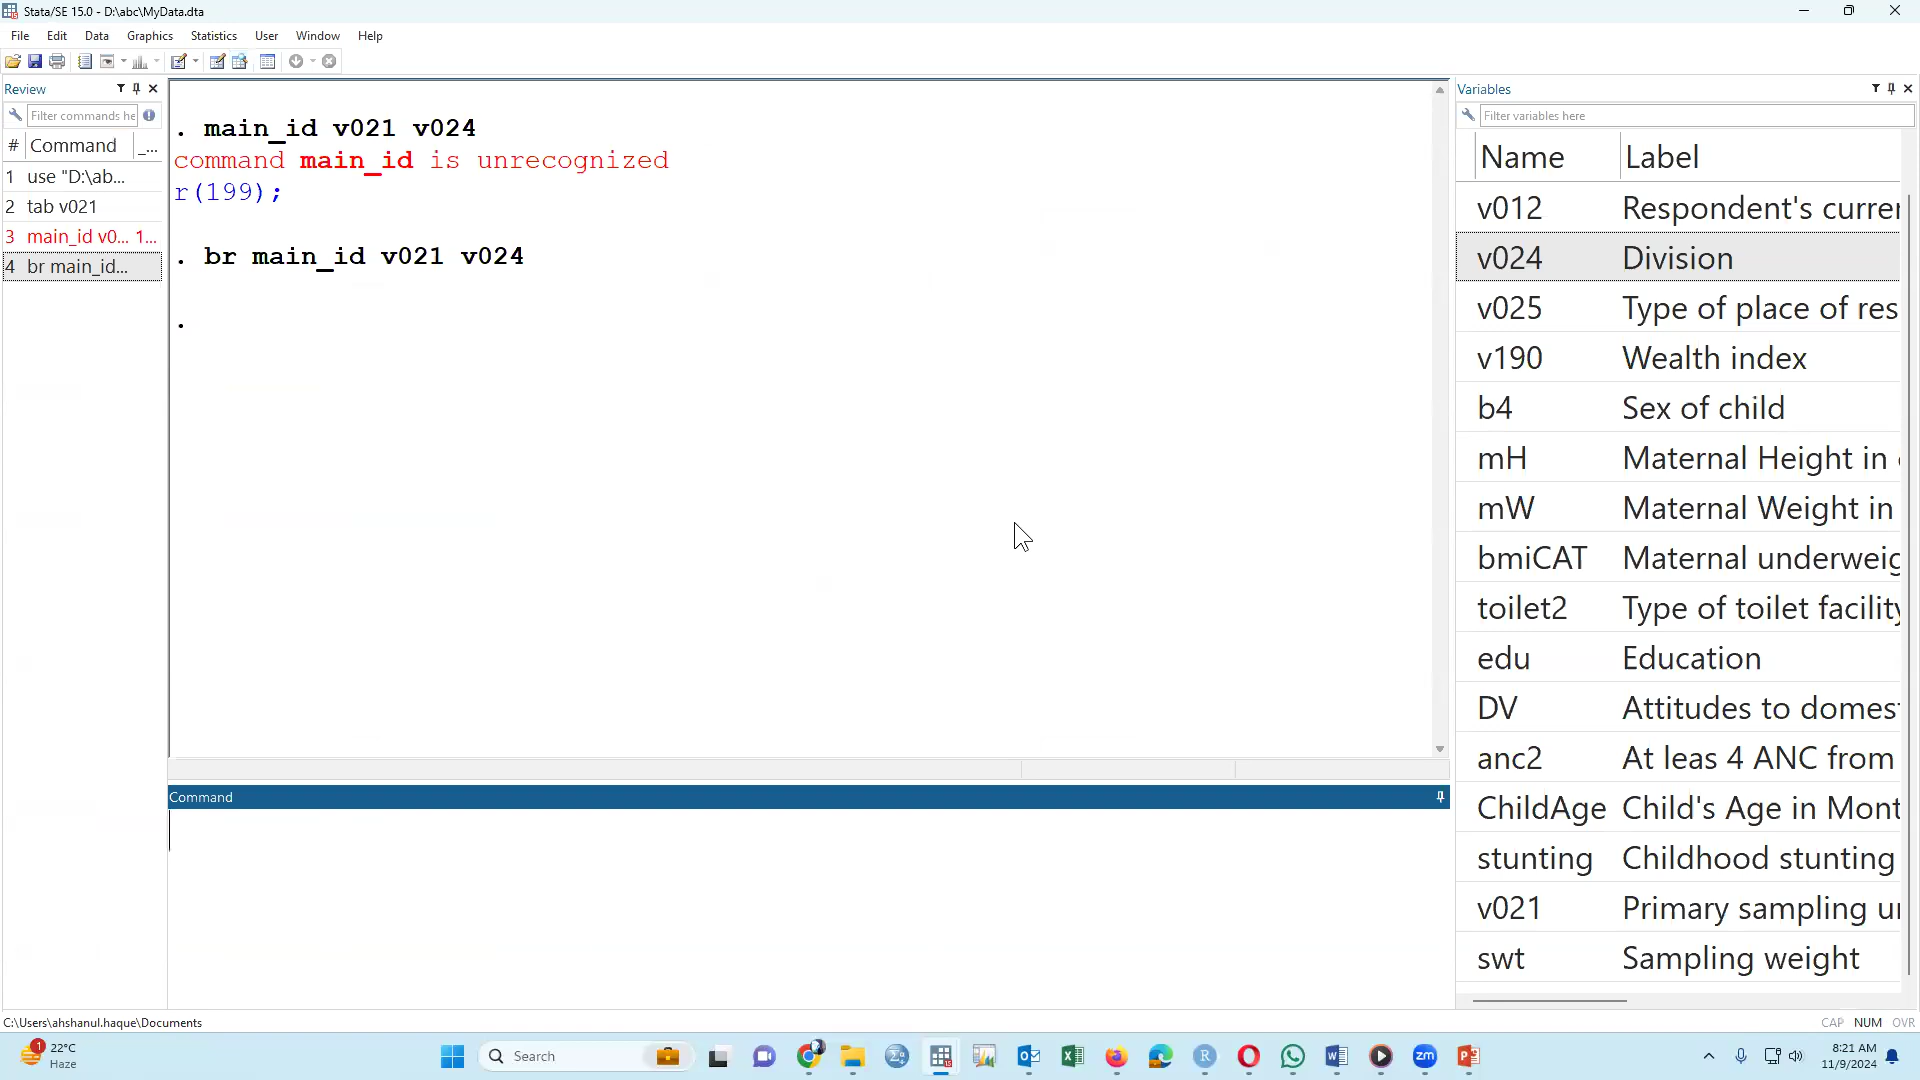 Stata/SE 15.0 - D:\abc\MyData.dta
File Edit Data Graphics Statistics User Window Help
Review
Filter commands he
# Command _...
1 use "D:\ab...
2 tab v021
3 main_id v0... 1...
4 br main_id...
. main_id v021 v024
command main_id is unrecognized
r(199);
. br main_id v021 v024
.
Command
Variables
Filter variables here
Name Label
v012 Respondent's curren
v024 Division
v025 Type of place of res
v190 Wealth index
b4 Sex of child
mH Maternal Height in
mW Maternal Weight in
bmiCAT Maternal underweig
toilet2 Type of toilet facility
edu Education
DV Attitudes to domest
anc2 At leas 4 ANC from
ChildAge Child's Age in Mont
stunting Childhood stunting
v021 Primary sampling u
swt Sampling weight
C:\Users\ahshanul.haque\Documents
CAP NUM OVR
1
22°C
Haze
Search
zm
8:21 AM
11/9/2024